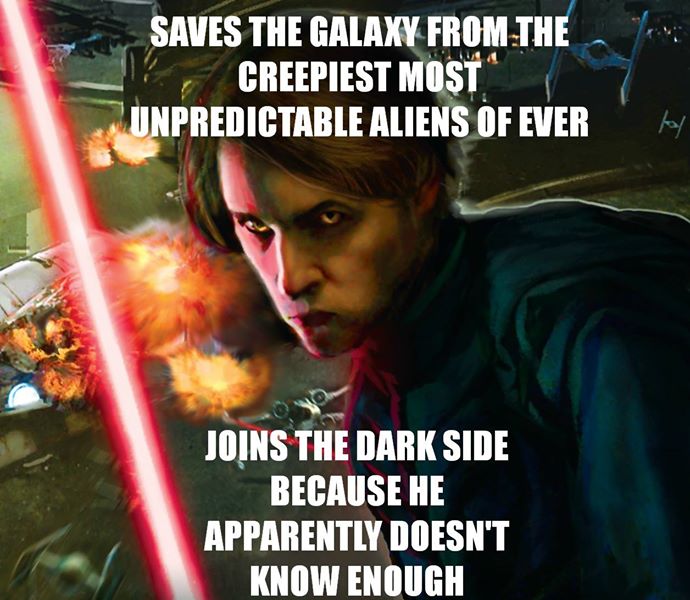 SAVES THE GALAXY FROM THE
CREEPIEST MOST
UNPREDICTABLE ALIENS OF EVER
JOINS THE DARK SIDE
BECAUSE HE
APPARENTLY DOESN'T
KNOW ENOUGH